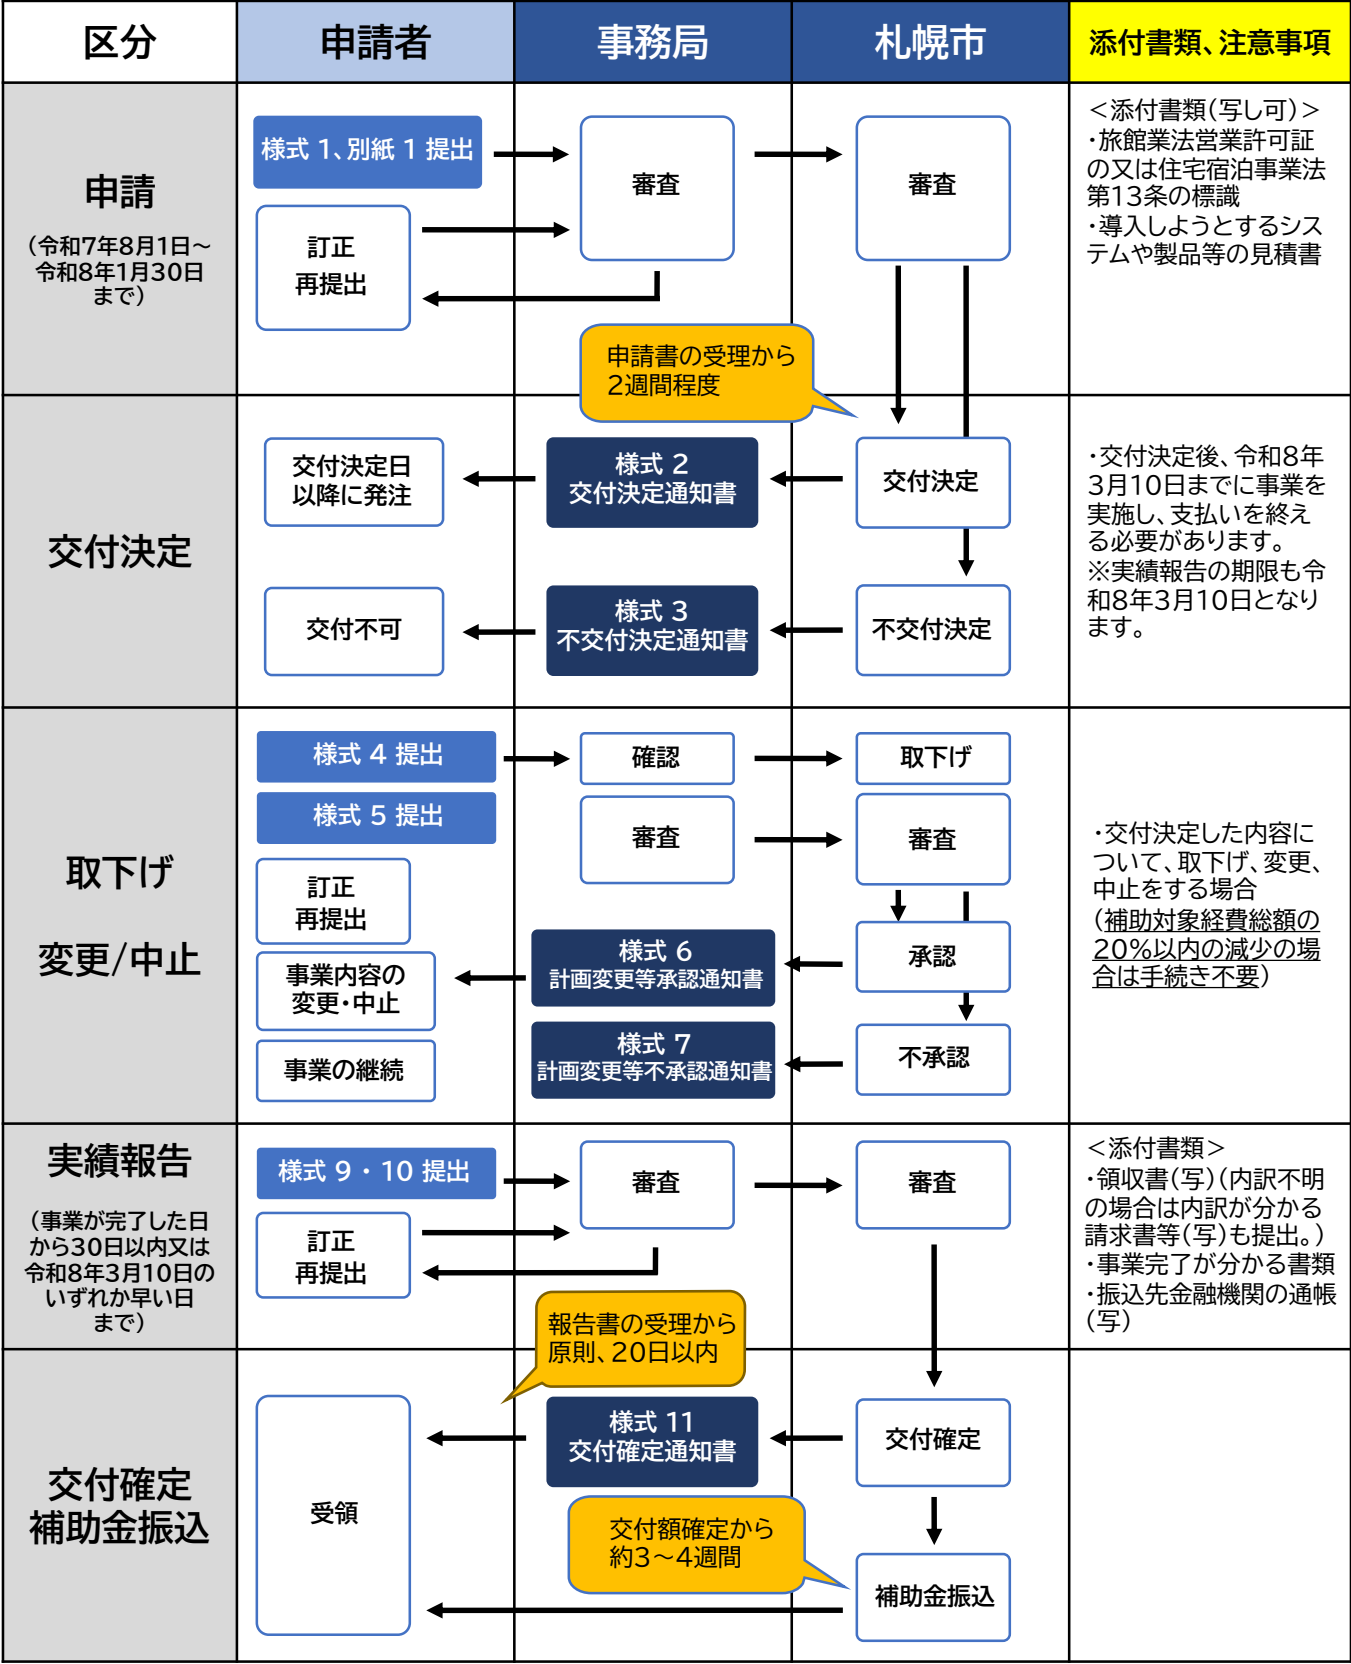 区分
申請者
事務局
札幌市
添付書類、注意事項
申請
(令和7年8月1日～
令和8年1月30日
まで)
様式 1、別紙 1 提出
訂正
再提出
審査
審査
申請書の受理から
2週間程度
＜添付書類(写し可)＞
・旅館業法営業許可証
の又は住宅宿泊事業法
第13条の標識
・導入しようとするシス
テムや製品等の見積書
交付決定
交付決定日
以降に発注
様式 2
交付決定通知書
交付決定
交付不可
様式 3
不交付決定通知書
不交付決定
・交付決定後、令和8年
3月10日までに事業を
実施し、支払いを終え
る必要があります。
※実績報告の期限も令
和8年3月10日となり
ます。
取下げ
変更/中止
様式 4 提出
確認
取下げ
様式 5 提出
審査
審査
訂正
再提出
事業内容の
変更・中止
様式 6
計画変更等承認通知書
承認
事業の継続
様式 7
計画変更等不承認通知書
不承認
・交付決定した内容に
ついて、取下げ、変更、
中止をする場合
(補助対象経費総額の
20%以内の減少の場
合は手続き不要)
実績報告
(事業が完了した日
から30日以内又は
令和8年3月10日の
いずれか早い日
まで)
様式 9・10 提出
訂正
再提出
審査
審査
報告書の受理から
原則、20日以内
＜添付書類＞
・領収書(写)(内訳不明
の場合は内訳が分かる
請求書等(写)も提出。)
・事業完了が分かる書類
・振込先金融機関の通帳
(写)
交付確定
補助金振込
受領
様式 11
交付確定通知書
交付確定
交付額確定から
約3～4週間
補助金振込